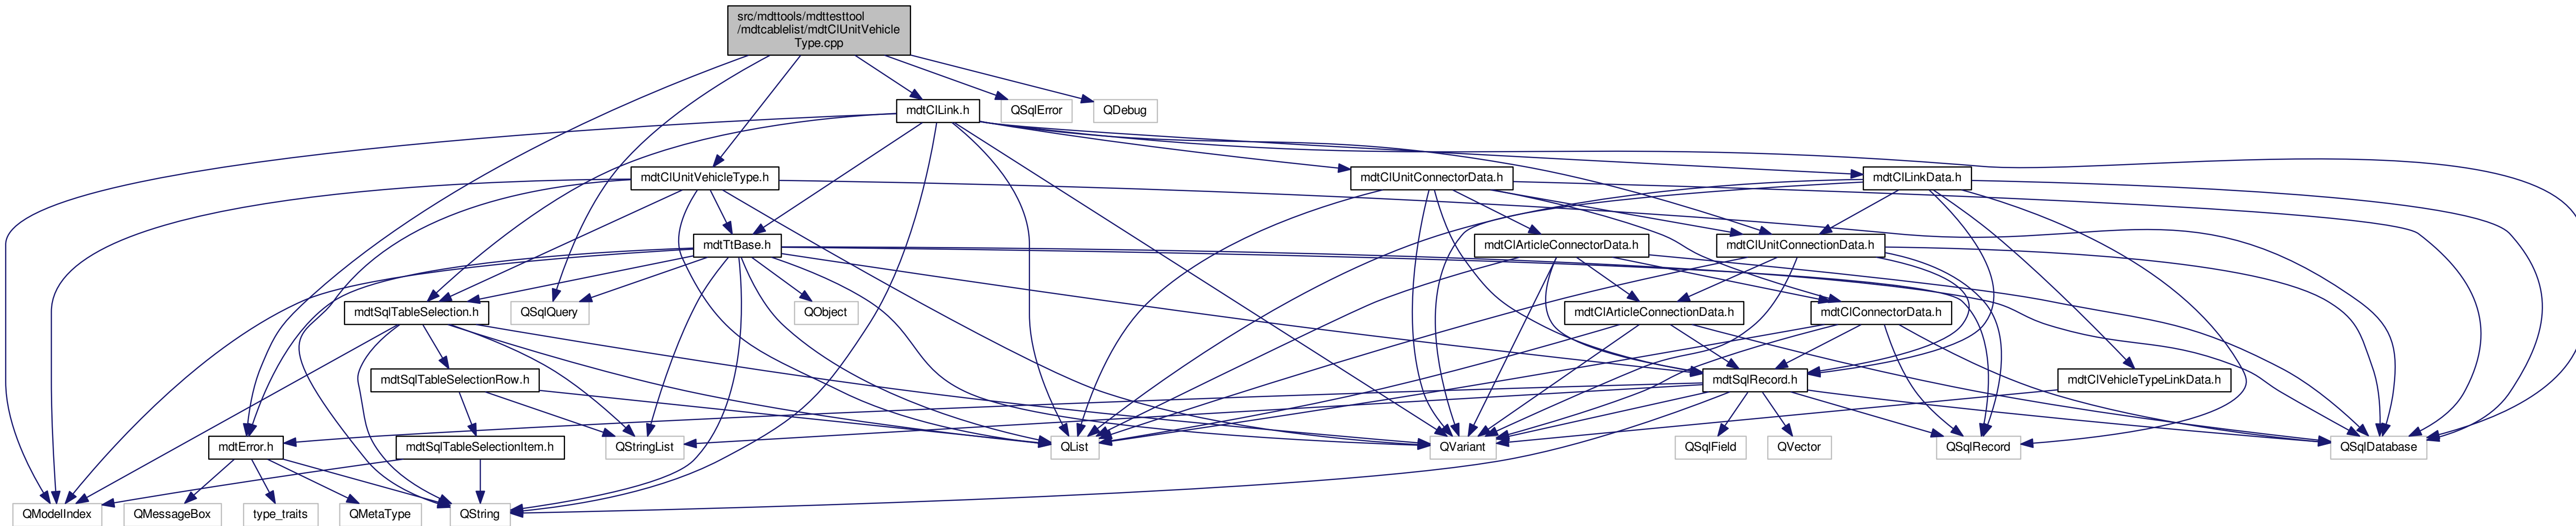 src/mdttools/mdttesttool
/mdtcablelist/mdtClUnitVehicle
Type.cpp
mdtClLink.h
QSqlError
QDebug
mdtClUnitVehicleType.h
mdtClUnitConnectorData.h
mdtClLinkData.h
mdtTtBase.h
mdtClArticleConnectorData.h
mdtClUnitConnectionData.h
mdtSqlTableSelection.h
QSqlQuery
QObject
mdtClArticleConnectionData.h
mdtClConnectorData.h
mdtSqlTableSelectionRow.h
mdtSqlRecord.h
mdtClVehicleTypeLinkData.h
mdtError.h
mdtSqlTableSelectionItem.h
QStringList
QList
QVariant
QSqlField
QVector
QSqlRecord
QSqlDatabase
QModelIndex
QMessageBox
type_traits
QMetaType
QString